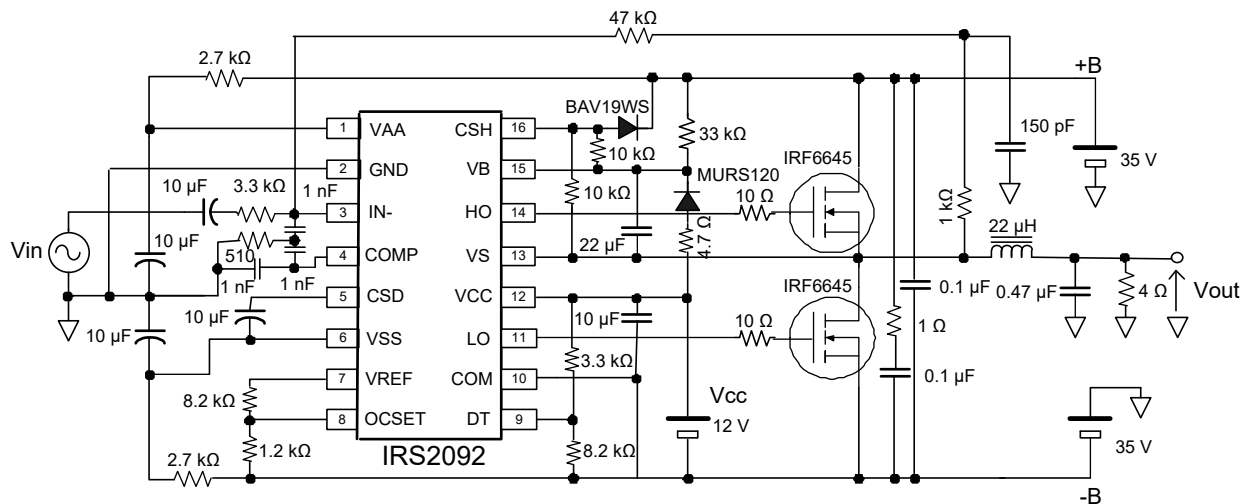 47 kΩ
2.7 kΩ
+B
BAV19WS
1 VAA CSH 16
33 kΩ
150 pF
IRF6645
10 kΩ
35 V
2 GND VB 15
MURS120
10 µF 3.3 kΩ 1 nF
10 kΩ
10 Ω
1 kΩ
3 IN- HO 14
22 µH
Vin
10 µF
510
22 µF
4.7 Ω
4 COMP VS 13
1 nF 1 nF
IRF6645
0.1 µF
0.47 µF
4 Ω
Vout
5 CSD VCC 12
10 µF
10 µF
10 µF
10 Ω
1 Ω
6 VSS LO 11
3.3 kΩ
0.1 µF
7 VREF COM 10
8.2 kΩ
Vcc
12 V
8 OCSET DT 9
35 V
1.2 kΩ
8.2 kΩ
IRS2092
2.7 kΩ
-B